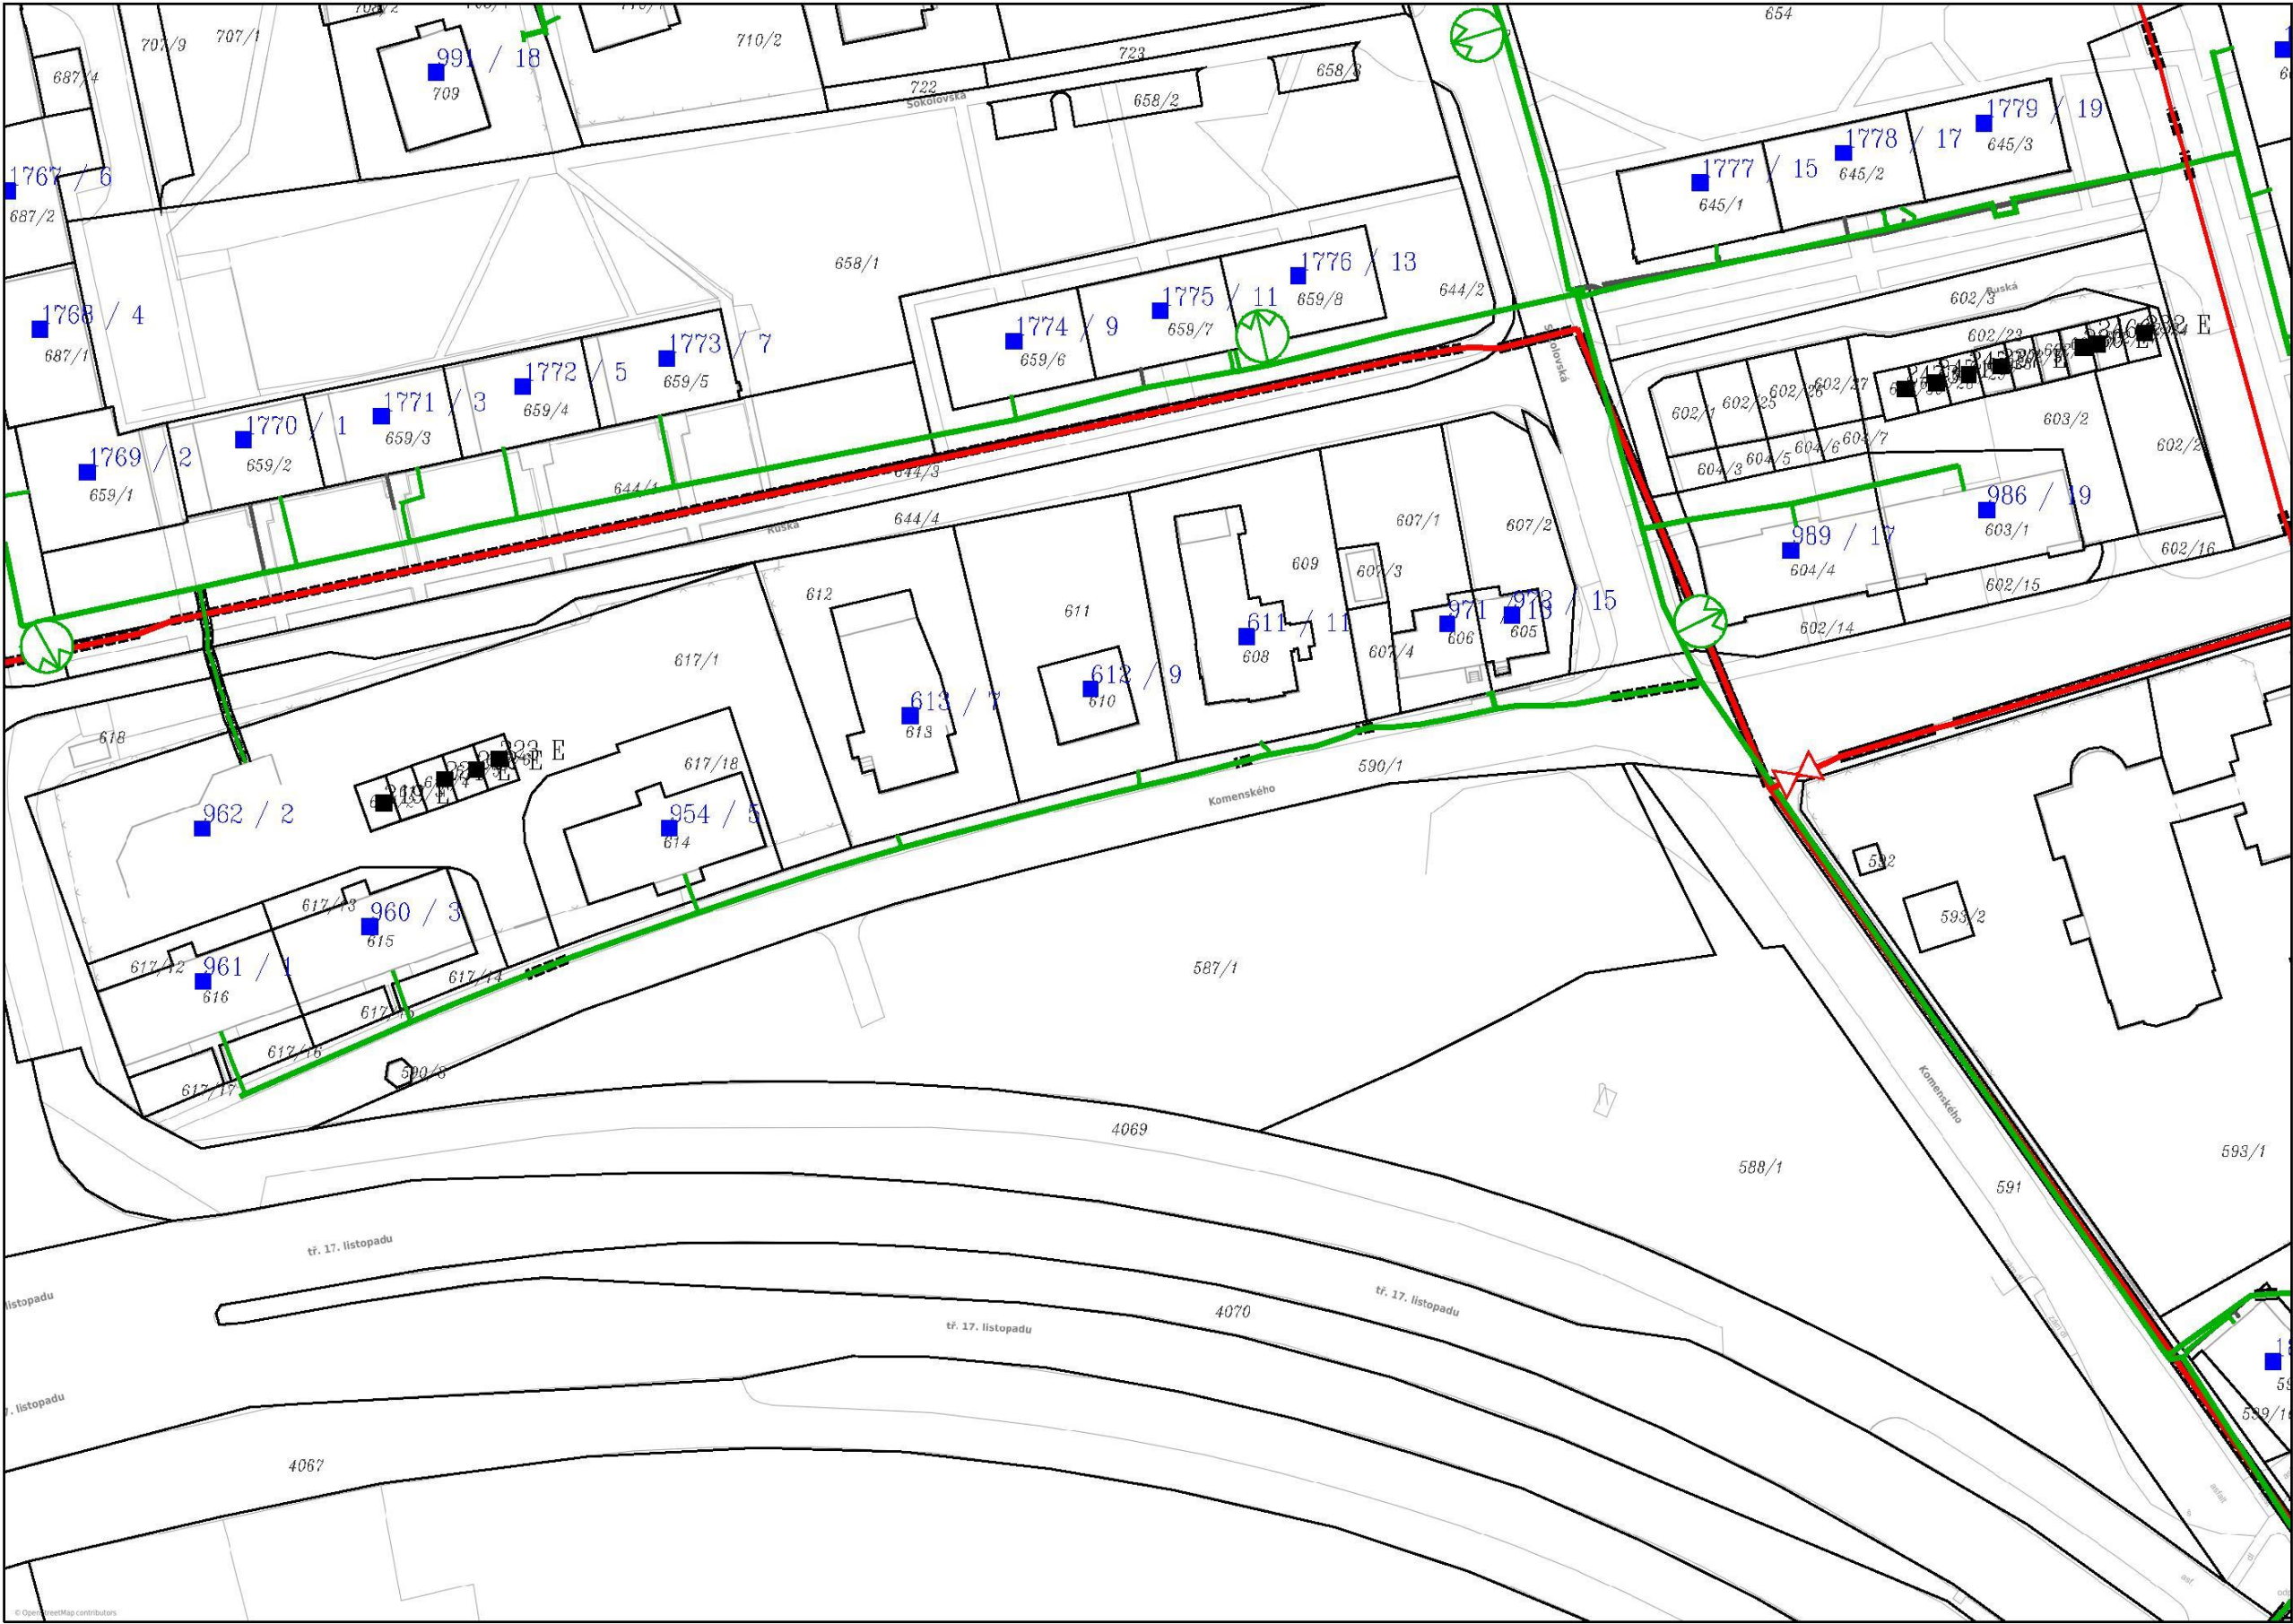 654
707/9
707/1
710/2
723
722
Sokolovská
658/2
991 / 18
709
687/4
1779 / 19
645/3
1778 / 17
645/2
1777 / 15
645/1
1767 / 6
687/2
658/1
1776 / 13
659/8
644/2
1775 / 11
659/7
1774 / 9
659/6
602/3
Ruská
602/23
1768 / 4
687/1
1773 / 7
659/5
1772 / 5
659/4
1771 / 3
659/3
1770 / 1
659/2
1769 / 2
659/1
Sokolovská
602/1
602/25
602/26
602/27
603/2
604/3
604/5
604/6
604/7
644/1
644/3
644/4
Ruská
607/1
607/2
986 / 19
603/1
989 / 17
604/4
602/16
602/15
602/14
609
607/3
612
611
611 / 11
608
606
605
607/4
617/1
612 / 9
610
613 / 7
613
618
617/18
590/1
Komenského
962 / 2
954 / 5
614
592
593/2
617/13
960 / 3
615
617/12
961 / 1
616
617/14
617/16
617/17
590/8
587/1
Komenského
4069
588/1
591
593/1
tř. 17. listopadu
listopadu
tř. 17. listopadu
4070
tř. 17. listopadu
listopadu
4067
asfalt
© OpenStreetMap contributors